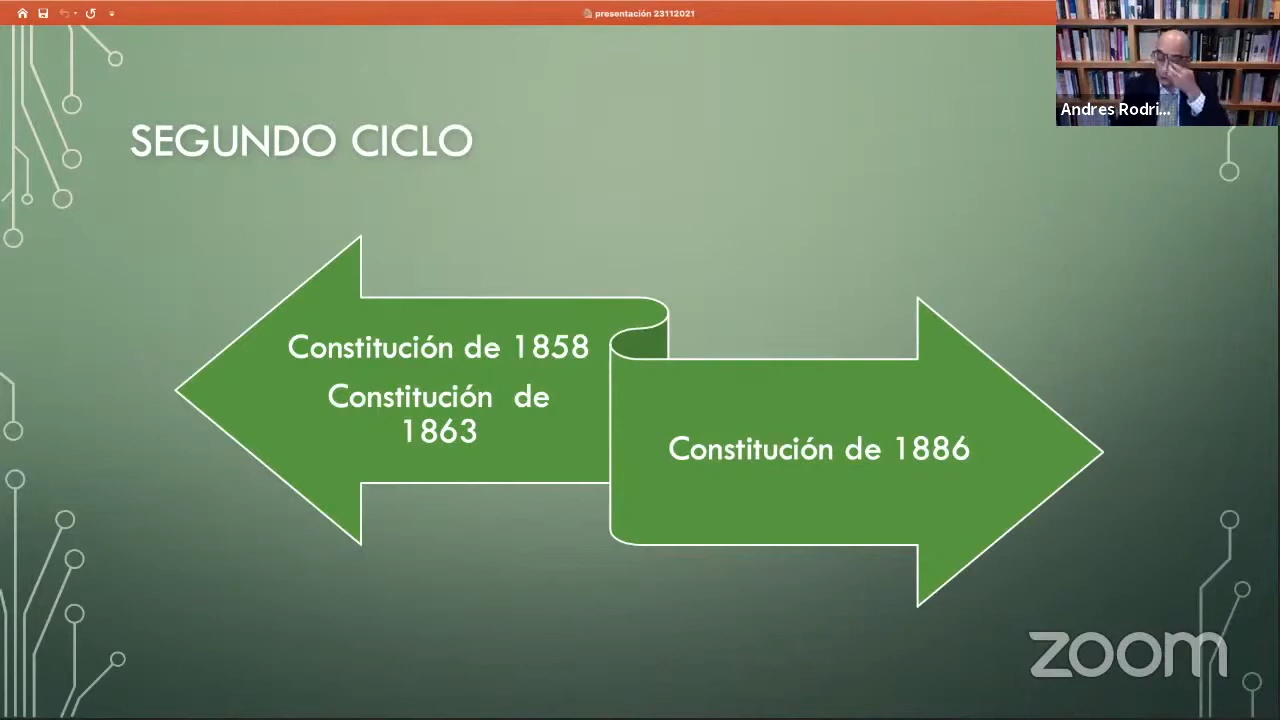 presentación 23112021
Andres Rodri...
SEGUNDO CICLO
Constitución de 1858
Constitución de
1863
Constitución de 1886
zoom